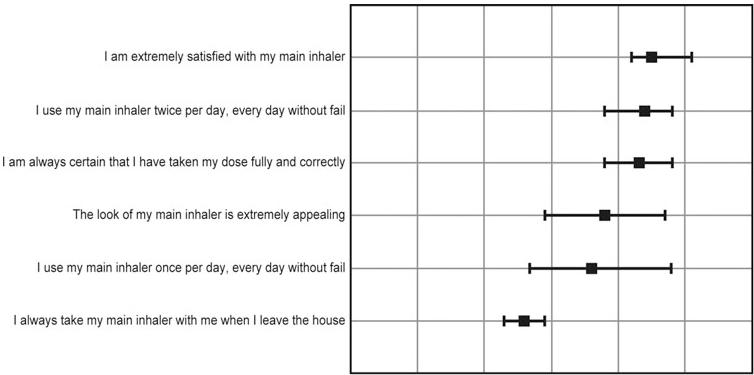 I am extremely satisfied with my main inhaler
I use my main inhaler twice per day, every day without fail
I am always certain that I have taken my dose fully and correctly
The look of my main inhaler is extremely appealing
I use my main inhaler once per day, every day without fail
I always take my main inhaler with me when I leave the house